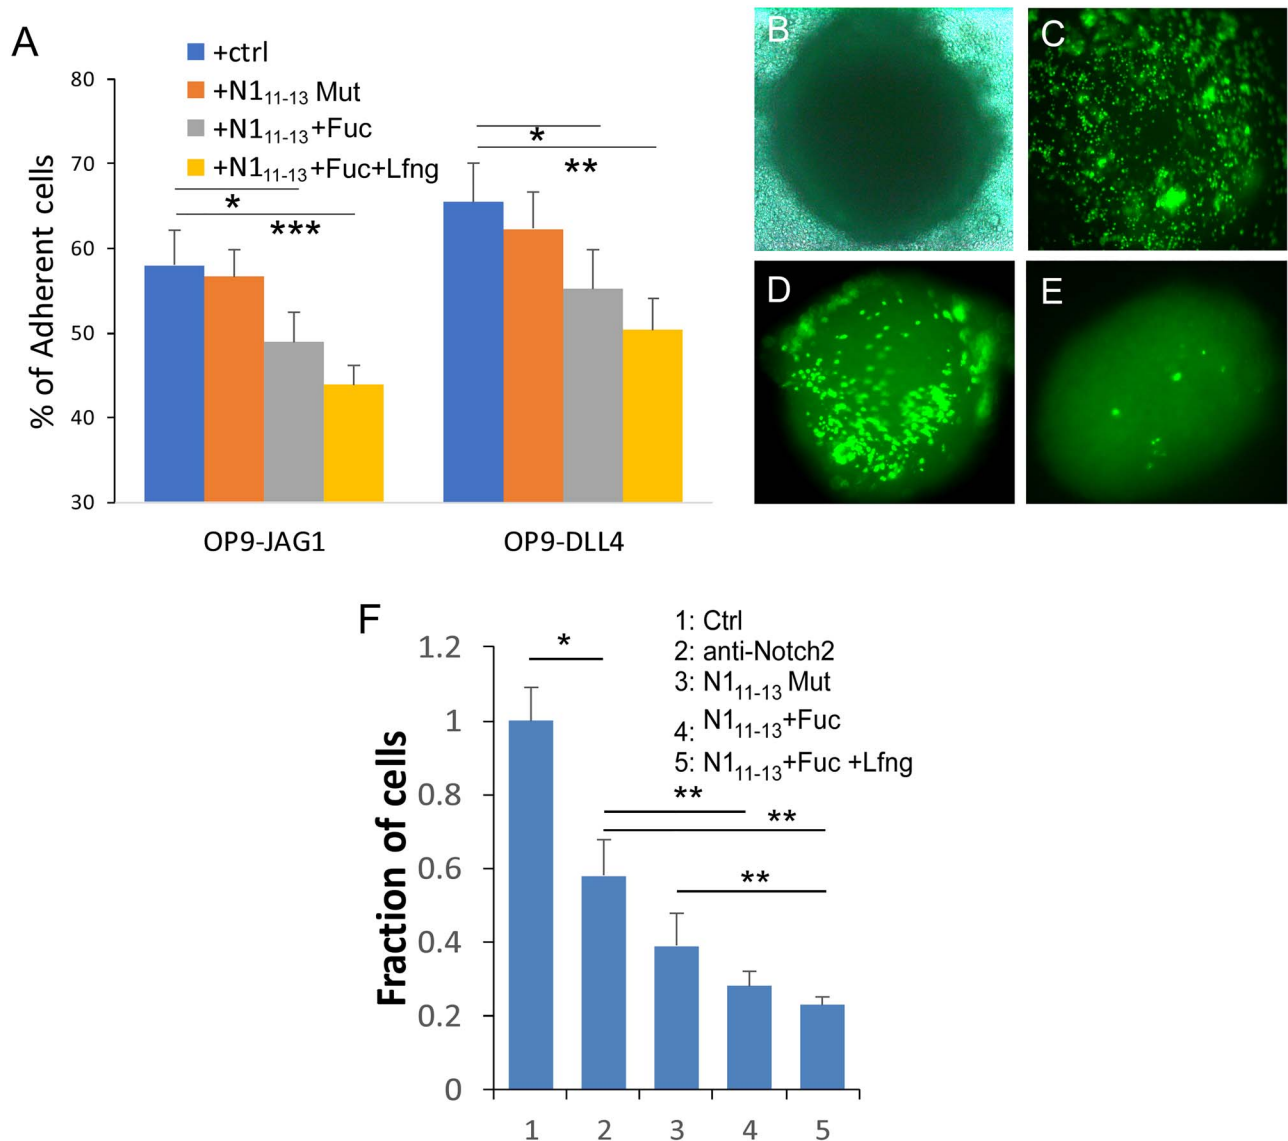 A
+ctrl
+N1₁₁₋₁₃ Mut
+N1₁₁₋₁₃+Fuc
+N1₁₁₋₁₃+Fuc+Lfng
% of Adherent cells
80
70
60
50
40
30
*
***
*
**
OP9-JAG1
OP9-DLL4
B
C
D
E
F
1: Ctrl
2: anti-Notch2
3: N1₁₁₋₁₃ Mut
4: N1₁₁₋₁₃+Fuc
5: N1₁₁₋₁₃+Fuc +Lfng
Fraction of cells
1.2
1
0.8
0.6
0.4
0.2
0
*
**
**
**
1 2 3 4 5